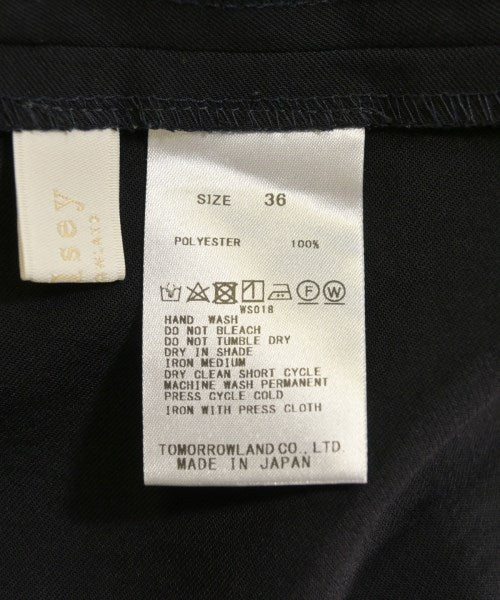 SIZE 36
POLYESTER 100%
F W
WS018
HAND WASH
DO NOT BLEACH
DO NOT TUMBLE DRY
DRY IN SHADE
IRON MEDIUM
DRY CLEAN SHORT CYCLE
MACHINE WASH PERMANENT
PRESS CYCLE COLD
IRON WITH PRESS CLOTH
TOMORROWLAND CO., LTD.
MADE IN JAPAN
sey